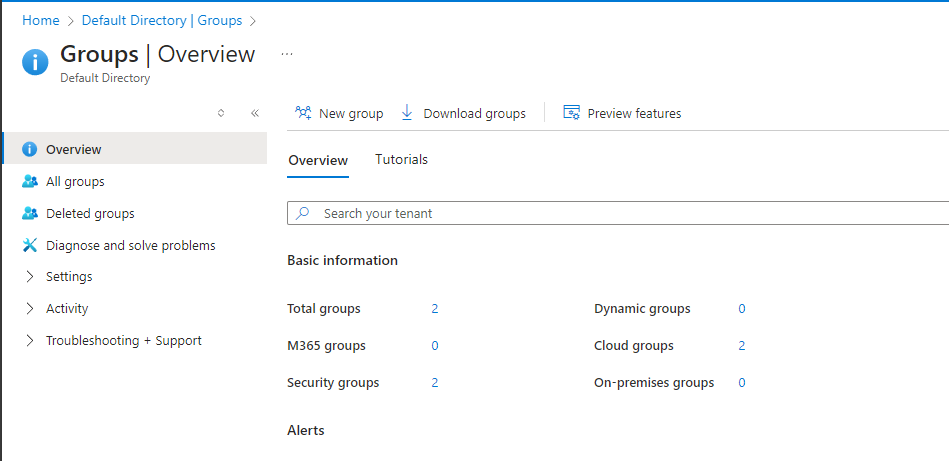 Home > Default Directory | Groups >
Groups | Overview ...
Default Directory
New group Download groups Preview features
Overview
All groups
Deleted groups
Diagnose and solve problems
Settings
Activity
Troubleshooting + Support
Overview Tutorials
Search your tenant
Basic information
Total groups 2 Dynamic groups 0
M365 groups 0 Cloud groups 2
Security groups 2 On-premises groups 0
Alerts